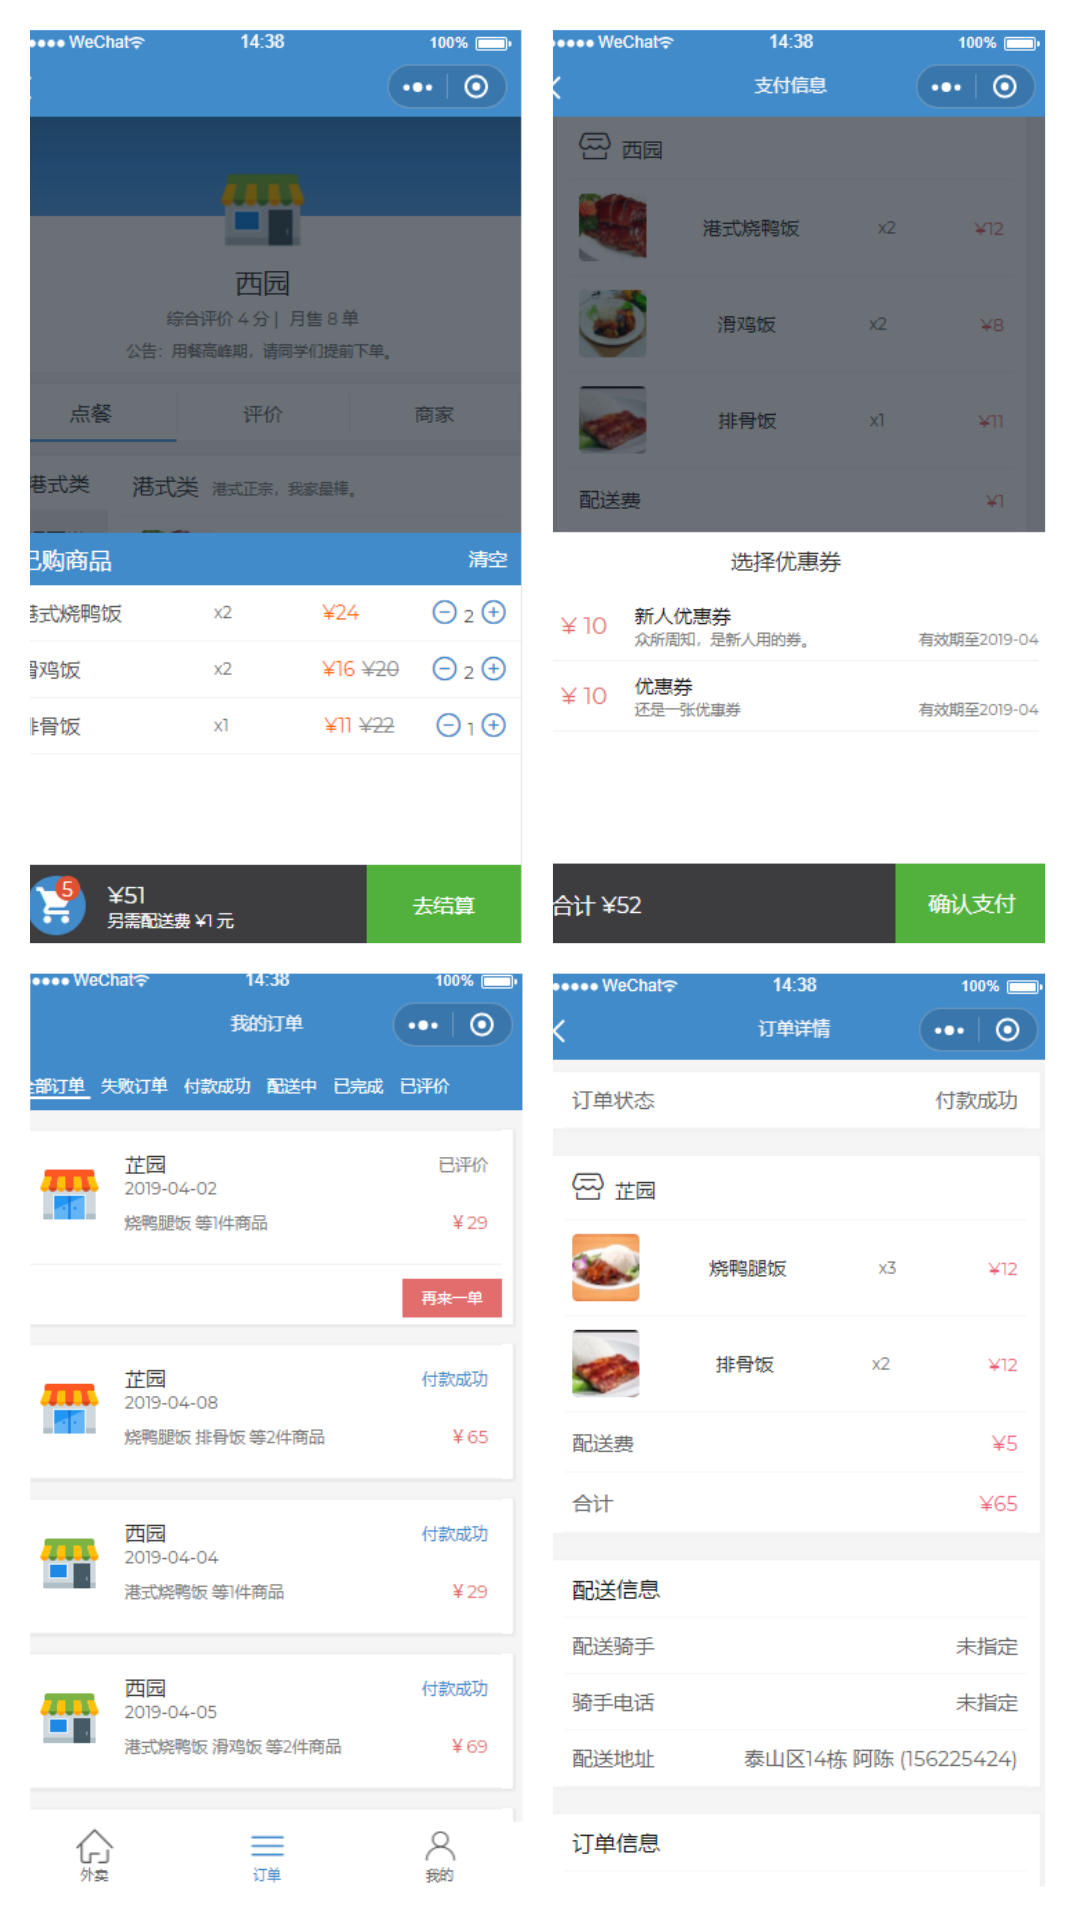 WeChat 14:38 100%
西园
综合评价 4 分 | 月售 8 单
公告：用餐高峰期，请同学们提前下单。
点餐 评价 商家
港式类 港式类 港式正宗，我家最棒。
已购商品 清空
港式烧鸭饭 x2 ¥24 2
滑鸡饭 x2 ¥16 ¥20 2
排骨饭 x1 ¥11 ¥22 1
5
¥51
另需配送费 ¥1 元
去结算
WeChat 14:38 100%
支付信息
西园
港式烧鸭饭 x2 ¥12
滑鸡饭 x2 ¥8
排骨饭 x1 ¥11
配送费 ¥1
选择优惠券
¥ 10 新人优惠券
众所周知，是新人用的券。 有效期至2019-04
¥ 10 优惠券
还是一张优惠券 有效期至2019-04
合计 ¥52 确认支付
WeChat 14:38 100%
我的订单
全部订单 失败订单 付款成功 配送中 已完成 已评价
芷园 已评价
2019-04-02
烧鸭腿饭 等1件商品 ¥ 29
再来一单
芷园 付款成功
2019-04-08
烧鸭腿饭 排骨饭 等2件商品 ¥ 65
西园 付款成功
2019-04-04
港式烧鸭饭 等1件商品 ¥ 29
西园 付款成功
2019-04-05
港式烧鸭饭 滑鸡饭 等2件商品 ¥ 69
外卖 订单 我的
WeChat 14:38 100%
订单详情
订单状态 付款成功
芷园
烧鸭腿饭 x3 ¥12
排骨饭 x2 ¥12
配送费 ¥5
合计 ¥65
配送信息
配送骑手 未指定
骑手电话 未指定
配送地址 泰山区14栋 阿陈 (156225424)
订单信息